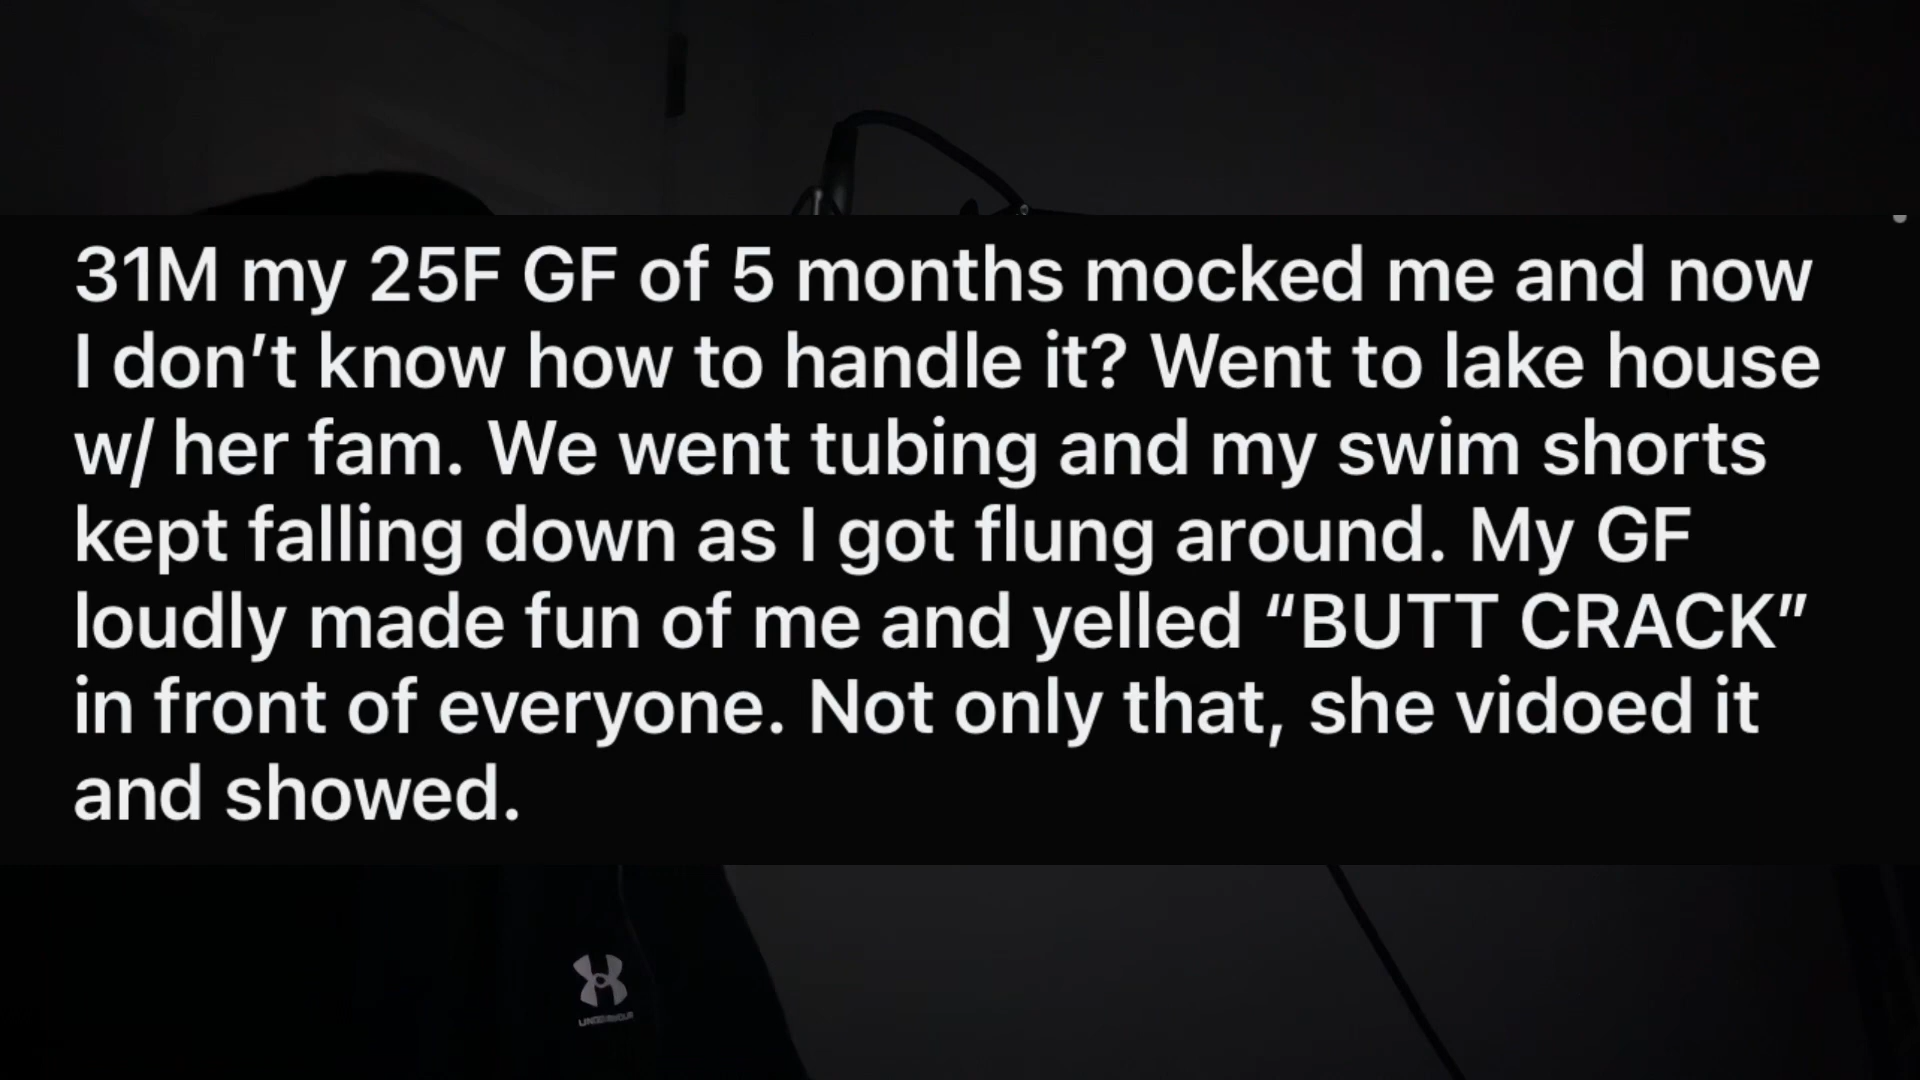 31M my 25F GF of 5 months mocked me and now
I don’t know how to handle it? Went to lake house
w/ her fam. We went tubing and my swim shorts
kept falling down as I got flung around. My GF
loudly made fun of me and yelled “BUTT CRACK”
in front of everyone. Not only that, she vidoed it
and showed.
UNDER ARMOUR